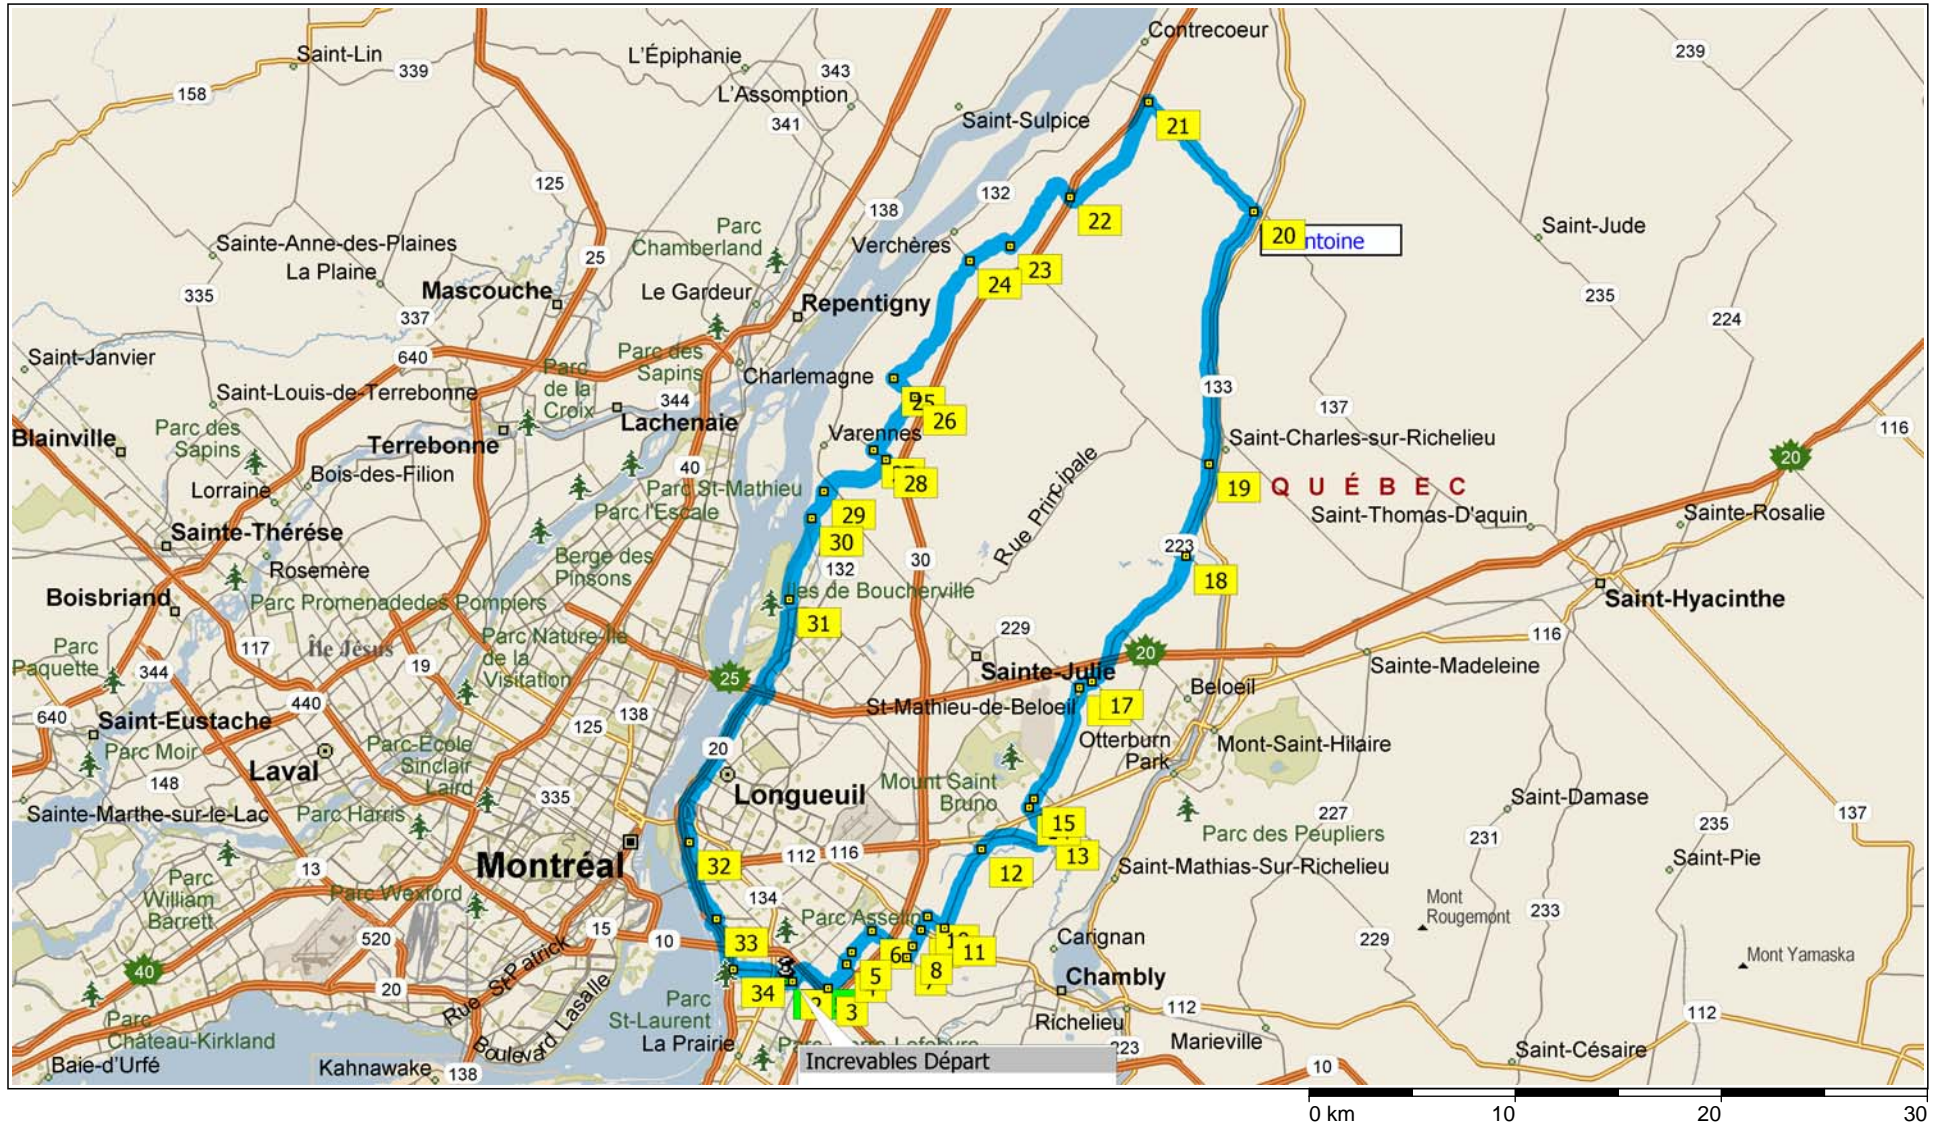 Contrecoeur
239
Saint-Lin
339
L'Épiphanie
343
158
L'Assomption
341
Saint-Sulpice
21
125
132
138
22
Parc
Chamberland
Saint-Jude
Sainte-Anne-des-Plaines
Verchères
20
ntoine
La Plaine
25
23
24
Mascouche
Le Gardeur
335
Repentigny
235
337
224
Saint-Janvier
640
Parc des
Sapins
Parc
de la
Croix
Charlemagne
133
Saint-Louis-de-Terrebonne
344
25
26
137
Lachenaie
Blainville
Parc des
Sapins
Terrebonne
Varennes
Saint-Charles-sur-Richelieu
116
20
Bois-des-Filion
40
Rue Principale
Lorraine
Parc St-Mathieu
28
19
QUÉBEC
Parc l'Escale
29
Saint-Thomas-D'aquin
Sainte-Rosalie
Sainte-Thérése
30
223
Berge des
Pinsons
30
Rosemère
132
18
Boisbriand
Parc Promenadedes Pompiers
Iles de Boucherville
Saint-Hyacinthe
31
229
116
Parc
Paquette
117
Île Jésus
Parc Nature-Île
de la
Visitation
344
19
20
Sainte-Julie
Sainte-Madeleine
25
440
St-Mathieu-de-Beloeil
17
Beloeil
640
Saint-Eustache
125
138
20
Otterburn
Park
Mont-Saint-Hilaire
Parc Moir
Parc-École
Sinclair
Laird
Laval
148
Mount Saint
Bruno
335
Longueuil
Saint-Damase
Sainte-Marthe-sur-le-Lac
Parc Harris
15
227
137
235
Parc des Peupliers
231
Montréal
112
116
13
13
32
12
Saint-Mathias-Sur-Richelieu
Saint-Pie
Parc
William
Barrett
Parc Wexford
134
Mont
Rougemont
233
Parc Asselin
15
520
10
33
6
11
Carignan
229
Mont Yamaska
40
Rue St-Patrick
20
5
8
Chambly
34
3
Boulevard Lasalle
Parc
St-Laurent
112
112
Parc
Château-Kirkland
Richelieu
La Prairie
Marieville
Baie-d'Urfé
Kahnawake
138
Increvables Départ
223
Saint-Césaire
10
0 km
10
20
30